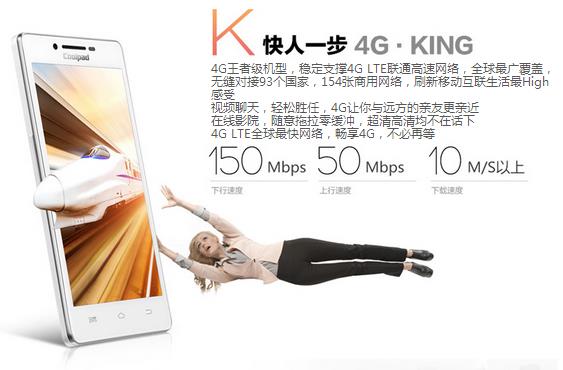 K 快人一步 4G · KING
Coolpad
4G王者级机型，稳定支撑4G LTE联通高速网络，全球最广覆盖，
无缝对接93个国家，154张商用网络，刷新移动互联生活最High
感受
视频聊天，轻松胜任，4G让你与远方的亲友更亲近
在线影院，随意拖拉零缓冲，超清高清均不在话下
4G LTE全球最快网络，畅享4G，不必再等
150 Mbps 50 Mbps 10 M/S以上
下行速度 上行速度 下载速度